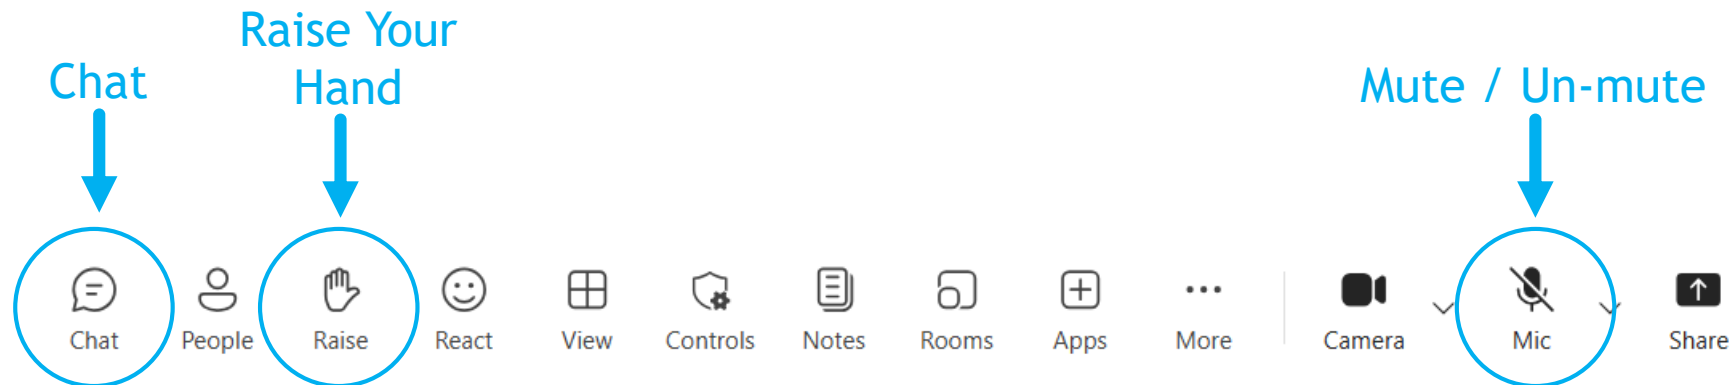 Chat
Raise Your
Hand
Mute / Un-mute
Chat
People
Raise
React
View
Controls
Notes
Rooms
Apps
More
Camera
Mic
Share